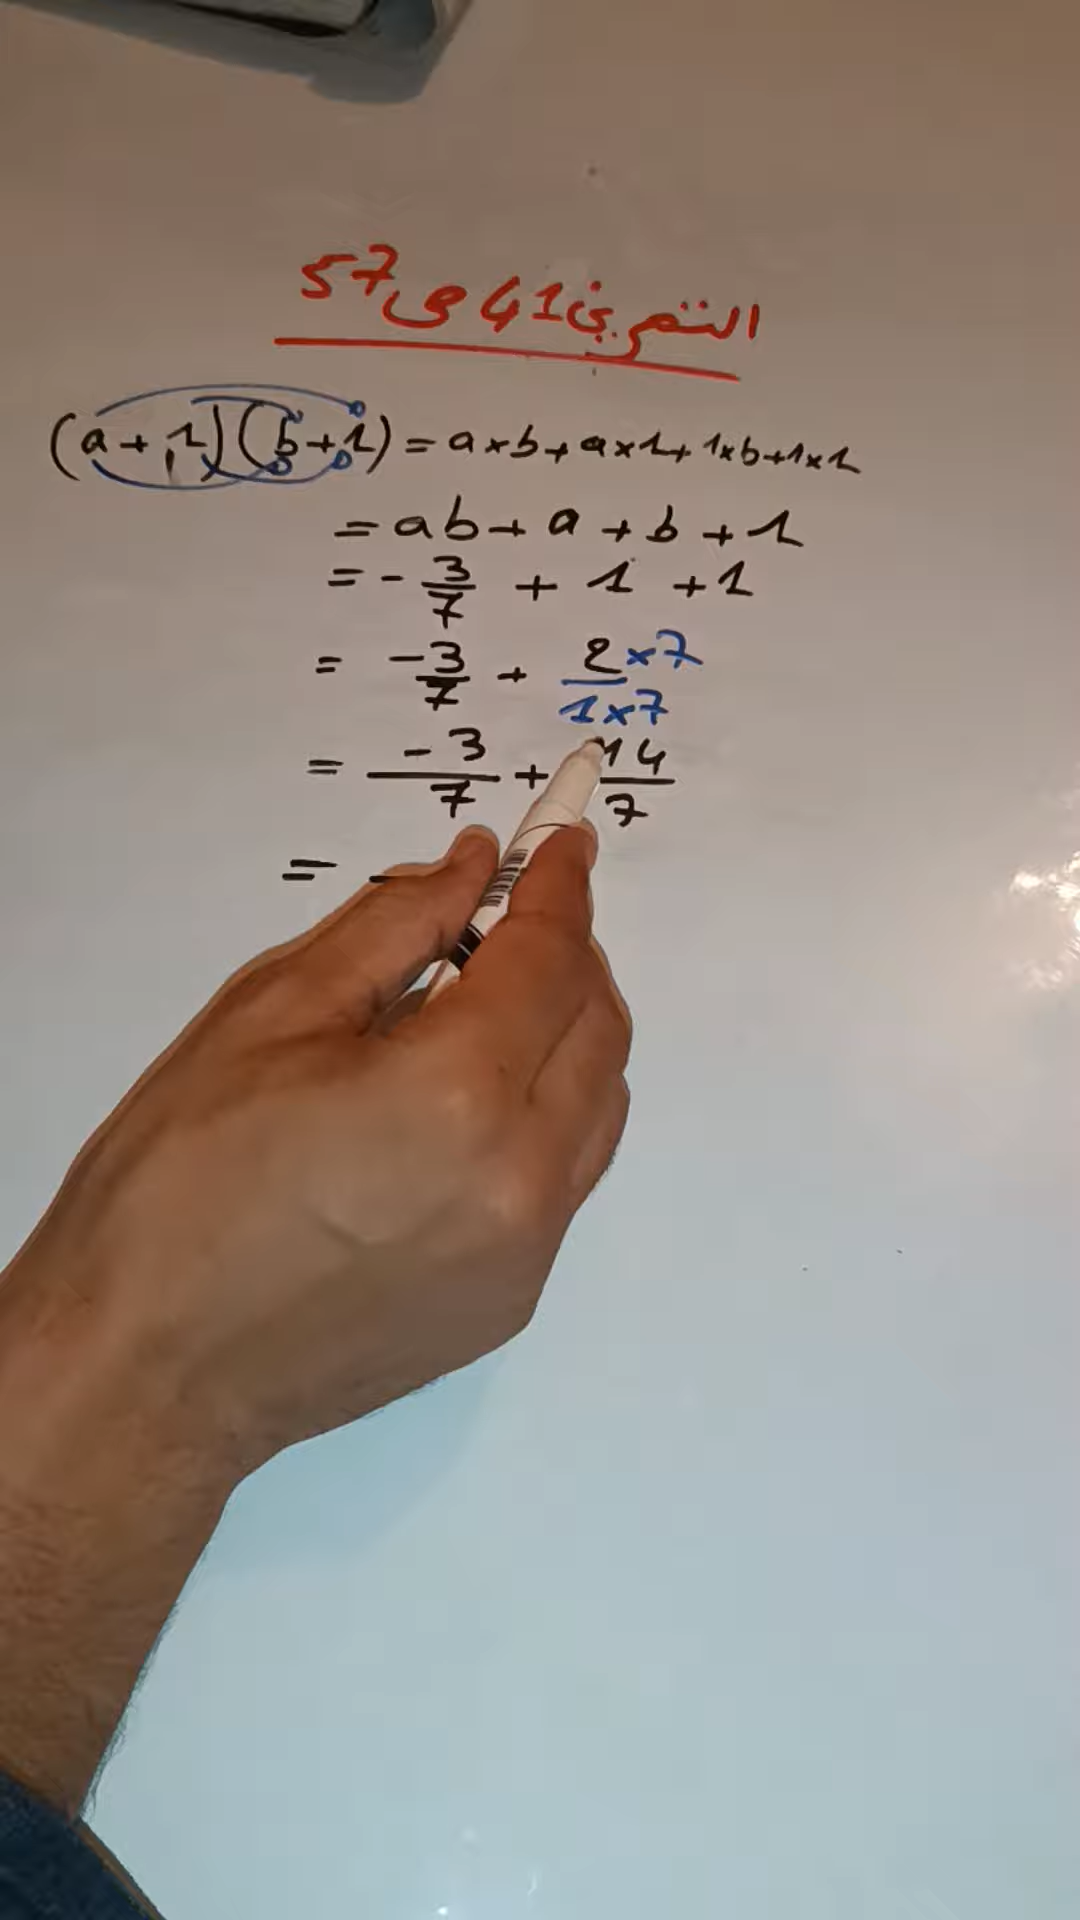 التمرين 41 ص 57
(a + 1)(b + 1) = a × b + a × 1 + 1 × b + 1 × 1
= ab + a + b + 1
= - 3/7 + 1 + 1
= -3/7 + 2×7/1×7
= -3/7 + 14/7
= -